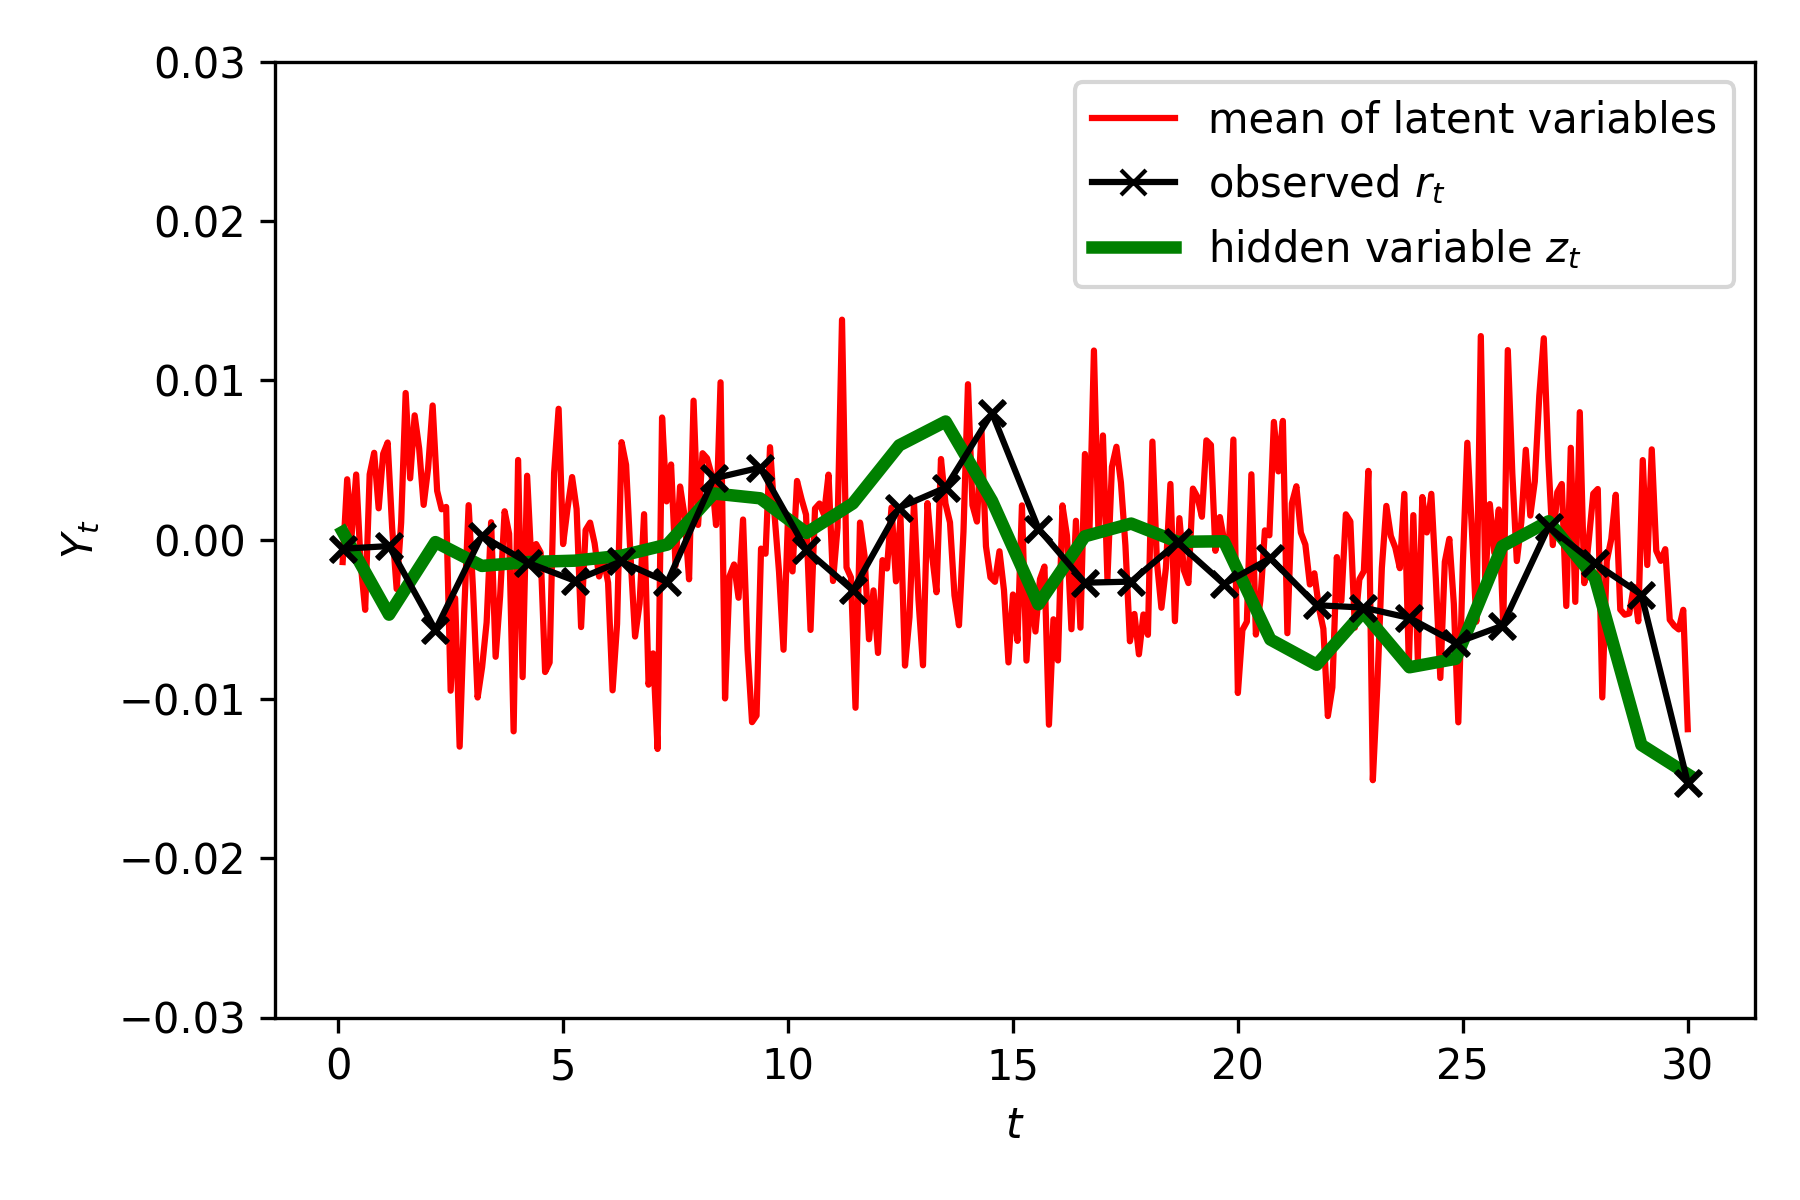 0.03
0.02
0.01
0.00
−0.01
−0.02
−0.03
Y_t
0 5 10 15 20 25 30
t
mean of latent variables
observed r_t
hidden variable z_t